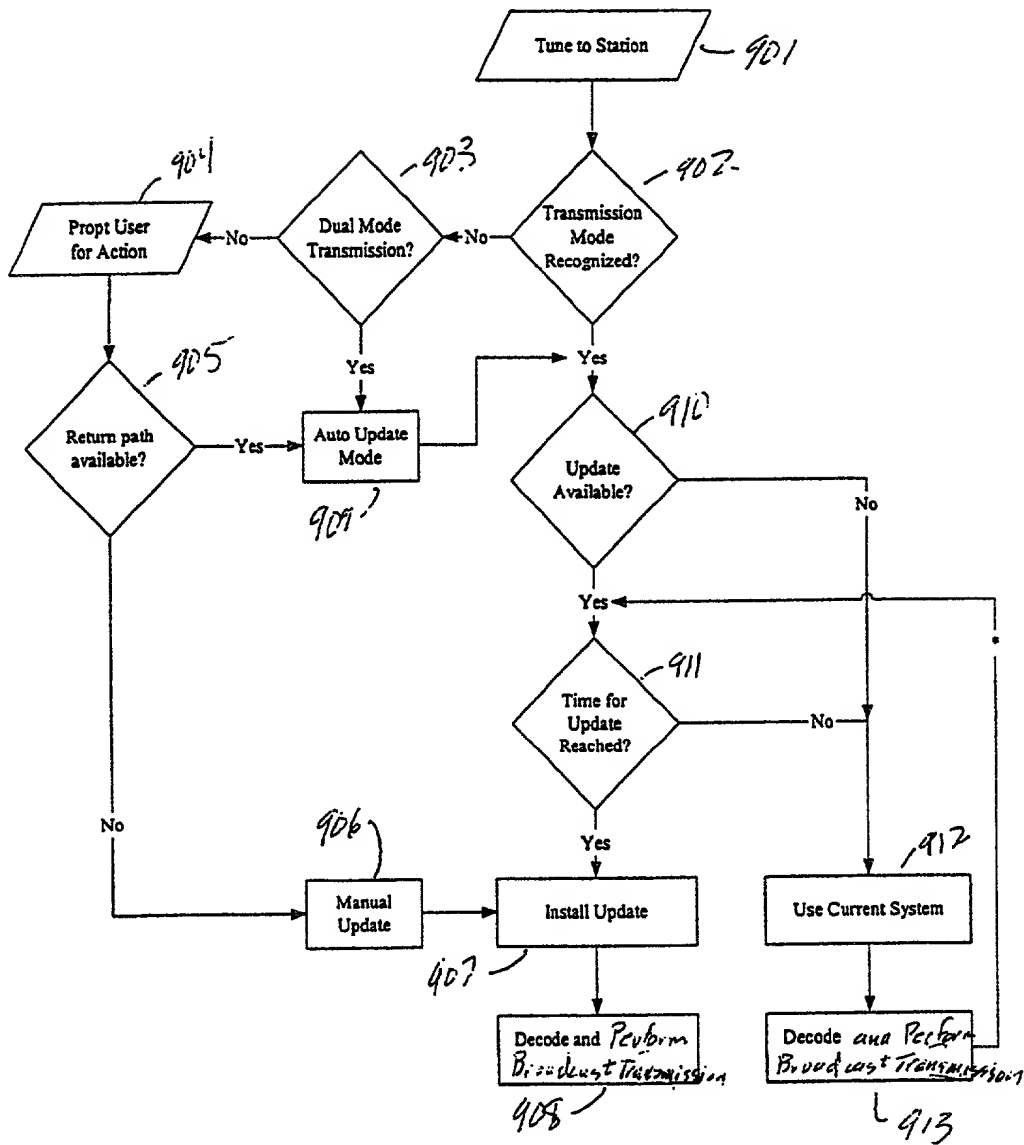 Tune to Station
901
904
903
902
Propt User
for Action
No
Dual Mode
Transmission?
No
Transmission
Mode
Recognized?
905
Yes
Yes
910
Return path
available?
Yes
Auto Update
Mode
Update
Available?
909
No
Yes
*
911
Time for
Update
Reached?
No
No
906
Yes
912
Manual
Update
Install Update
Use Current System
907
Decode and Perform
Broadcast Transmission
Decode and Perform
Broadcast Transmission
908
913